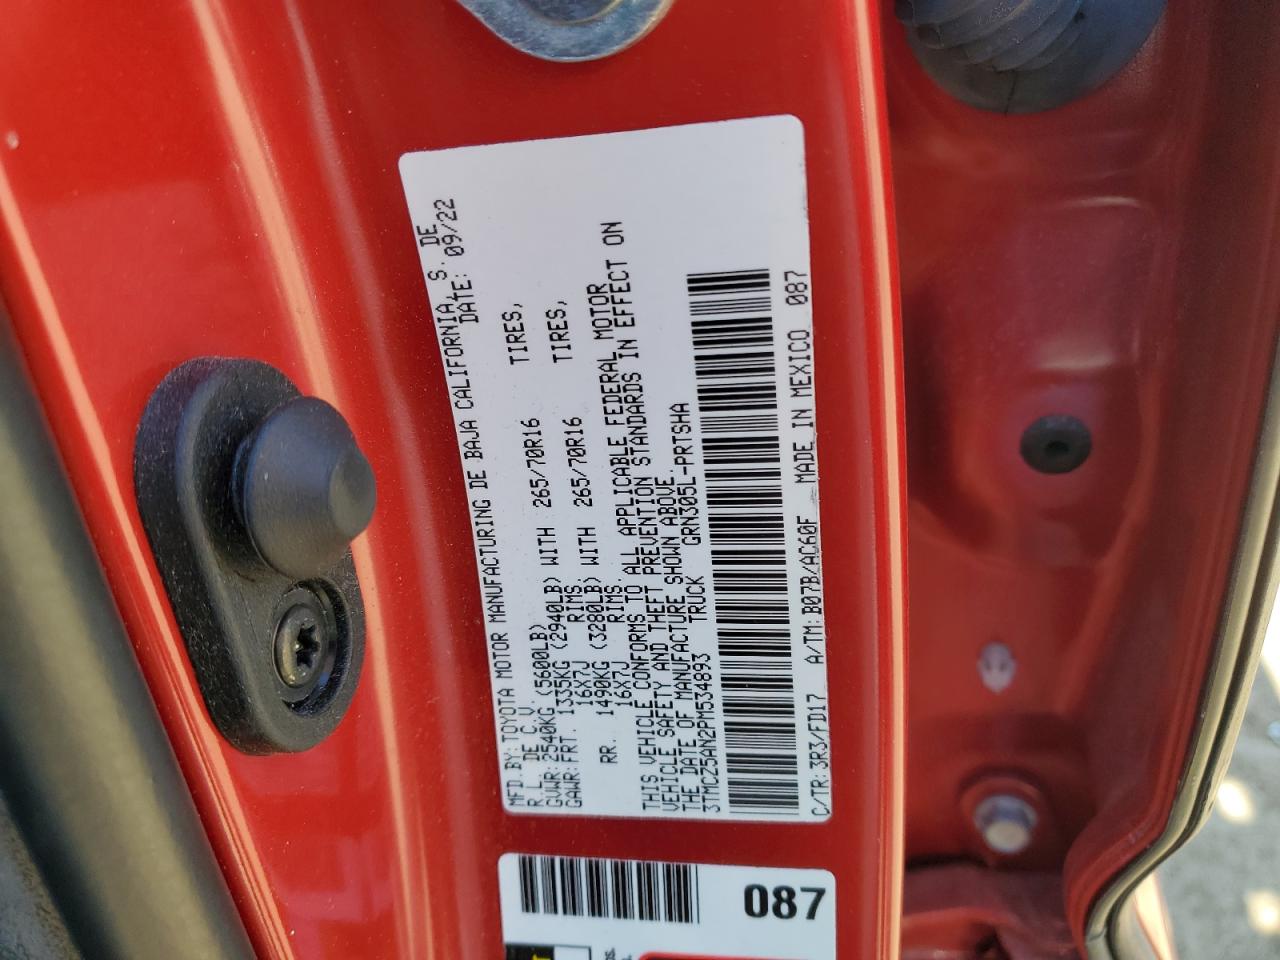 MFD.BY:TOYOTA MOTOR MANUFACTURING DE BAJA CALIFORNIA, S. DE
R.L. DE C.V. DATE: 09/22
GVWR:2540KG (5600LB)
GAWR:FRT. 1335KG (2940LB) WITH 265/70R16 TIRES,
16X7J RIMS.
RR. 1490KG (3280LB) WITH 265/70R16 TIRES,
16X7J RIMS.
THIS VEHICLE CONFORMS TO ALL APPLICABLE FEDERAL MOTOR
VEHICLE SAFETY AND THEFT PREVENTION STANDARDS IN EFFECT ON
THE DATE OF MANUFACTURE SHOWN ABOVE.
3TMCZ5AN2PM534893 TRUCK GRN305L-PRTSHA
C/TR:3R3/FD17 A/TM:B07B/AC60F MADE IN MEXICO 087
087